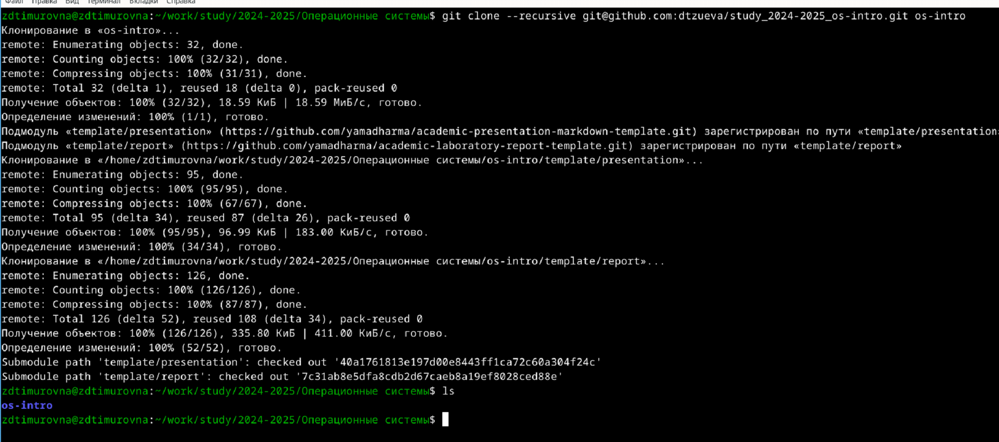 Файл Правка Вид Терминал Вкладки Справка
zdtimurovna@zdtimurovna:~/work/study/2024-2025/Операционные системы$ git clone --recursive git@github.com:dtzueva/study_2024-2025_os-intro.git os-intro
Клонирование в «os-intro»...
remote: Enumerating objects: 32, done.
remote: Counting objects: 100% (32/32), done.
remote: Compressing objects: 100% (31/31), done.
remote: Total 32 (delta 1), reused 18 (delta 0), pack-reused 0
Получение объектов: 100% (32/32), 18.59 КиБ | 18.59 МиБ/с, готово.
Определение изменений: 100% (1/1), готово.
Подмодуль «template/presentation» (https://github.com/yamadharma/academic-presentation-markdown-template.git) зарегистрирован по пути «template/presentation»
Подмодуль «template/report» (https://github.com/yamadharma/academic-laboratory-report-template.git) зарегистрирован по пути «template/report»
Клонирование в «/home/zdtimurovna/work/study/2024-2025/Операционные системы/os-intro/template/presentation»...
remote: Enumerating objects: 95, done.
remote: Counting objects: 100% (95/95), done.
remote: Compressing objects: 100% (67/67), done.
remote: Total 95 (delta 34), reused 87 (delta 26), pack-reused 0
Получение объектов: 100% (95/95), 96.99 КиБ | 183.00 КиБ/с, готово.
Определение изменений: 100% (34/34), готово.
Клонирование в «/home/zdtimurovna/work/study/2024-2025/Операционные системы/os-intro/template/report»...
remote: Enumerating objects: 126, done.
remote: Counting objects: 100% (126/126), done.
remote: Compressing objects: 100% (87/87), done.
remote: Total 126 (delta 52), reused 108 (delta 34), pack-reused 0
Получение объектов: 100% (126/126), 335.80 КиБ | 411.00 КиБ/с, готово.
Определение изменений: 100% (52/52), готово.
Submodule path 'template/presentation': checked out '40a1761813e197d00e8443ff1ca72c60a304f24c'
Submodule path 'template/report': checked out '7c31ab8e5dfa8cdb2d67caeb8a19ef8028ced88e'
zdtimurovna@zdtimurovna:~/work/study/2024-2025/Операционные системы$ ls
os-intro
zdtimurovna@zdtimurovna:~/work/study/2024-2025/Операционные системы$